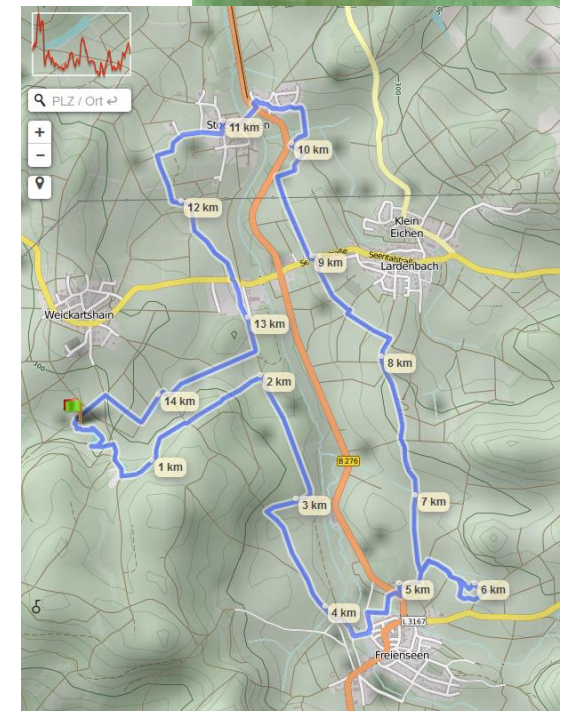 PLZ / Ort
11 km
10 km
12 km
Klein
Eichen
Seentalstraße
9 km
Lardenbach
Weickartshain
13 km
8 km
2 km
14 km
1 km
B 276
7 km
3 km
5 km
6 km
4 km
L 3167
Freienseen
300
300